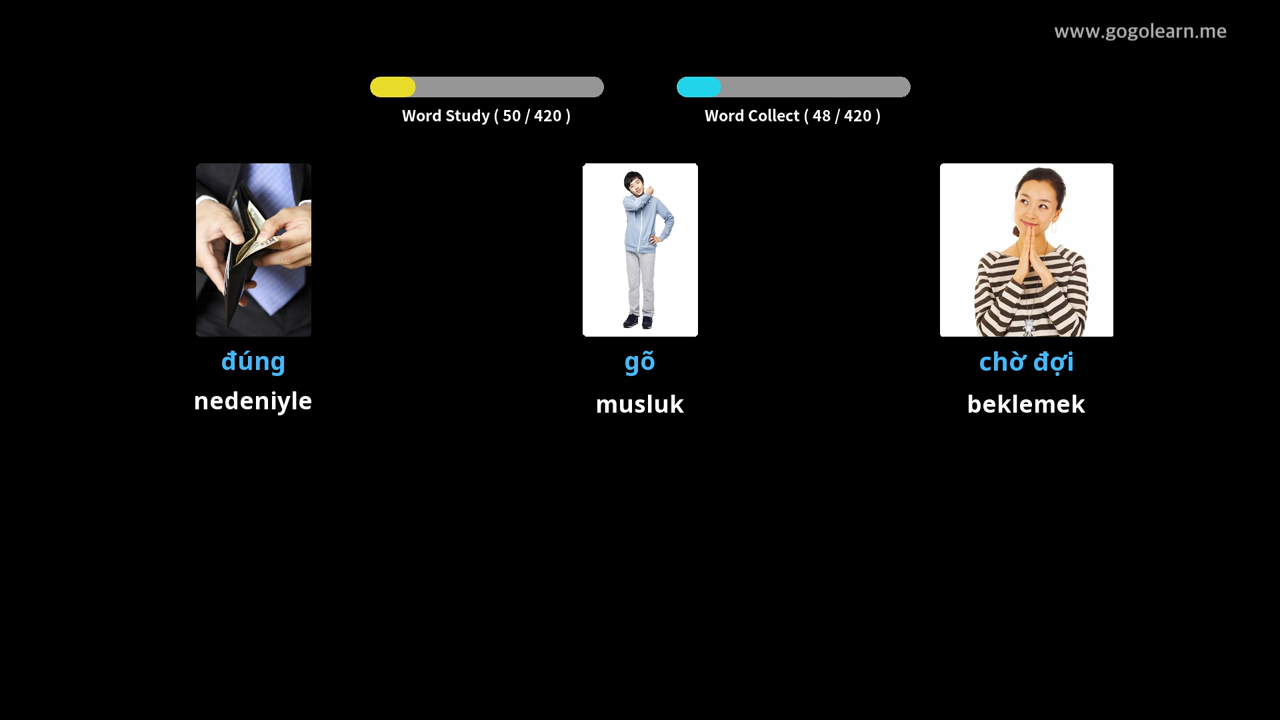 www.gogolearn.me
Word Study ( 50 / 420 )
Word Collect ( 48 / 420 )
đúng
gõ
chờ đợi
nedeniyle
musluk
beklemek